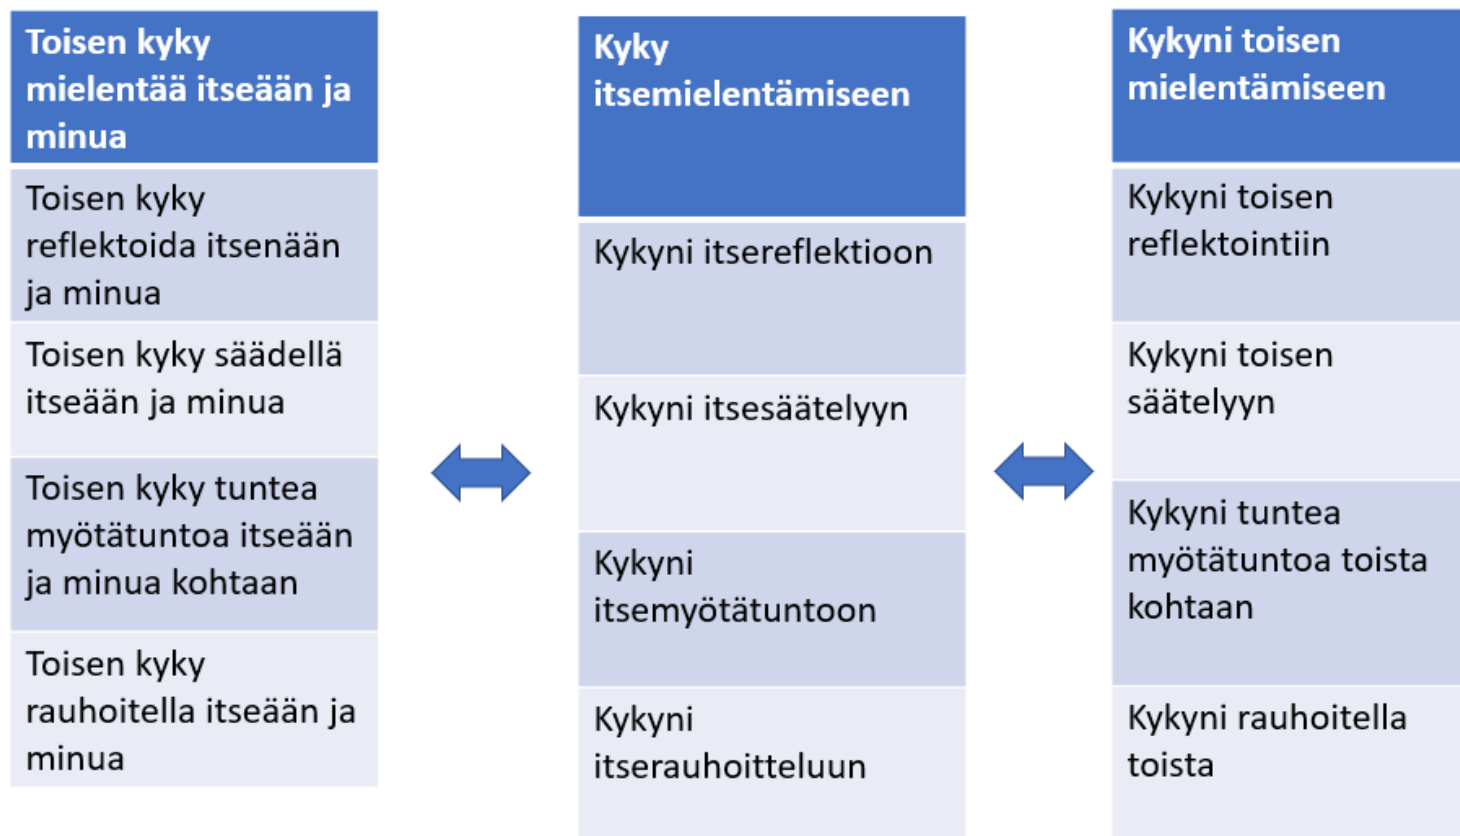 Toisen kyky
mielentää itseään ja
minua
Toisen kyky
reflektoida itsenään
ja minua
Toisen kyky säädellä
itseään ja minua
Toisen kyky tuntea
myötätuntoa itseään
ja minua kohtaan
Toisen kyky
rauhoitella itseään ja
minua
Kyky
itsemielentämiseen
Kykyni itsereflektioon
Kykyni itsesäätelyyn
Kykyni
itsemyötätuntoon
Kykyni
itserauhoitteluun
Kykyni toisen
mielentämiseen
Kykyni toisen
reflektointiin
Kykyni toisen
säätelyyn
Kykyni tuntea
myötätuntoa toista
kohtaan
Kykyni rauhoitella
toista